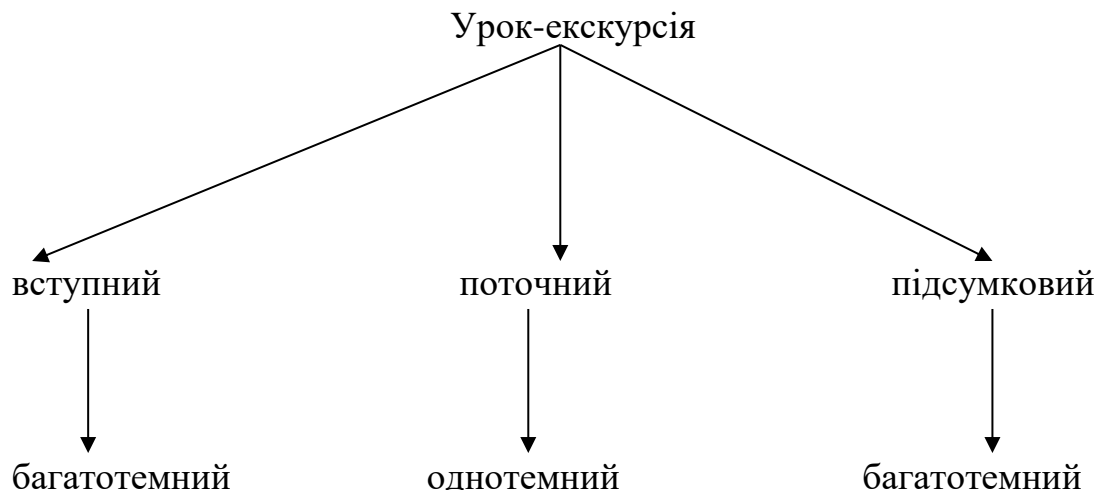 Урок-екскурсія
вступний поточний підсумковий
багатотемний однотемний багатотемний